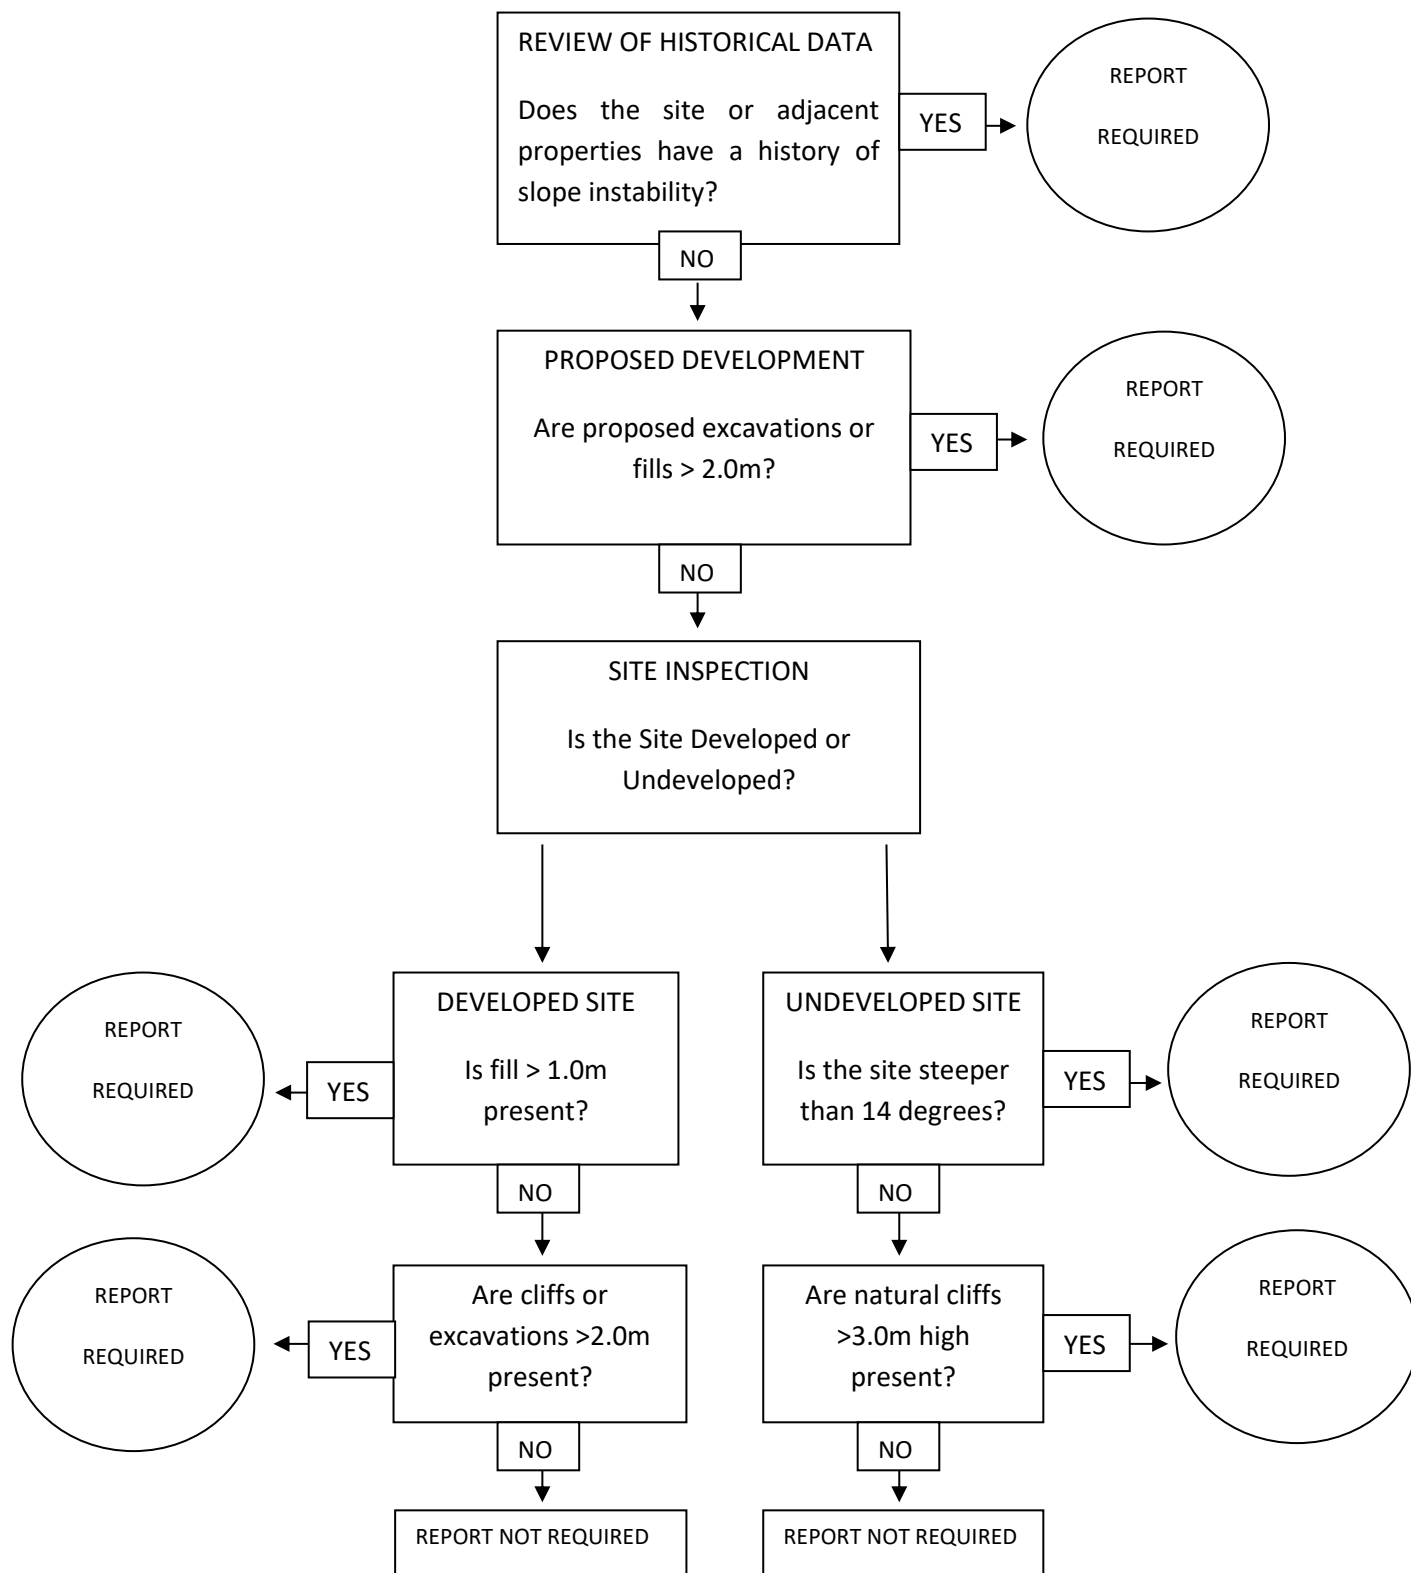 REVIEW OF HISTORICAL DATA
Does the site or adjacent
properties have a history of
slope instability?
YES
REPORT
REQUIRED
NO
PROPOSED DEVELOPMENT
Are proposed excavations or
fills > 2.0m?
YES
REPORT
REQUIRED
NO
SITE INSPECTION
Is the Site Developed or
Undeveloped?
DEVELOPED SITE
Is fill > 1.0m
present?
YES
REPORT
REQUIRED
NO
Are cliffs or
excavations >2.0m
present?
YES
REPORT
REQUIRED
NO
REPORT NOT REQUIRED
UNDEVELOPED SITE
Is the site steeper
than 14 degrees?
YES
REPORT
REQUIRED
NO
Are natural cliffs
>3.0m high
present?
YES
REPORT
REQUIRED
NO
REPORT NOT REQUIRED